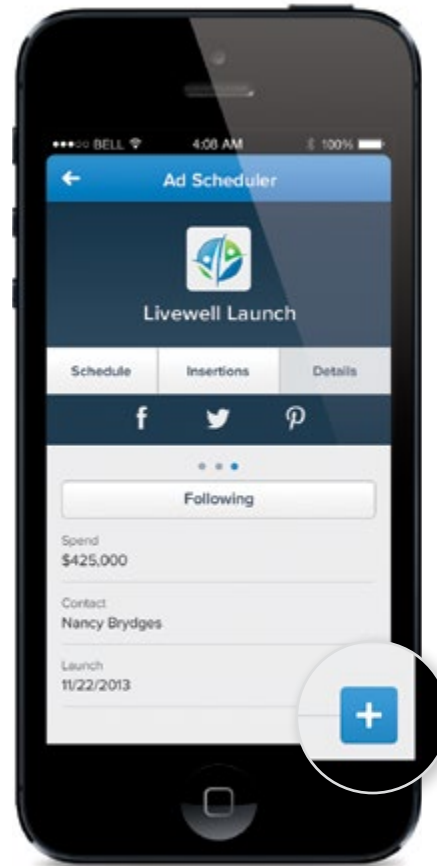 BELL 4:08 AM 100%
Ad Scheduler
Livewell Launch
Schedule Insertions Details
Following
Spend
$425,000
Contact
Nancy Brydges
Launch
11/22/2013
+